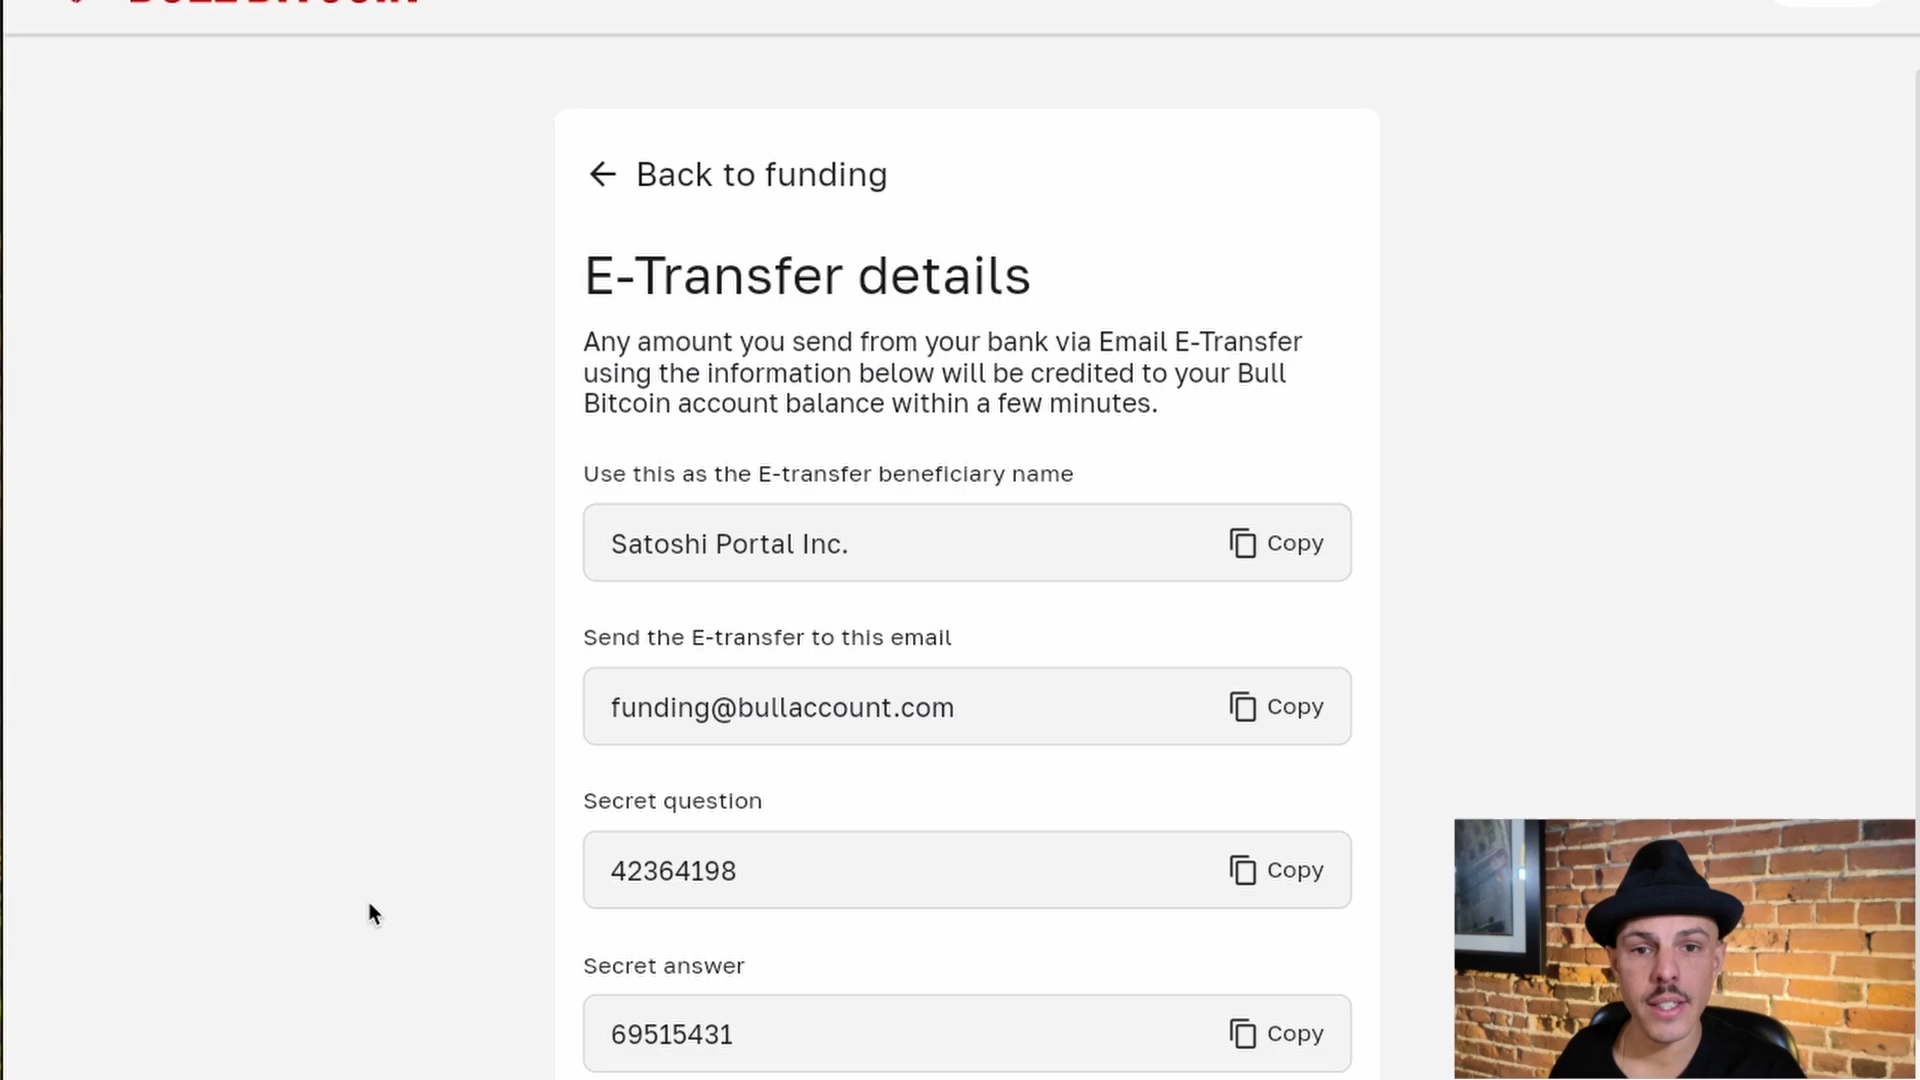 BULL BITCOIN
Back to funding
E-Transfer details
Any amount you send from your bank via Email E-Transfer
using the information below will be credited to your Bull
Bitcoin account balance within a few minutes.
Use this as the E-transfer beneficiary name
Satoshi Portal Inc.
Copy
Send the E-transfer to this email
funding@bullaccount.com
Copy
Secret question
42364198
Copy
Secret answer
69515431
Copy